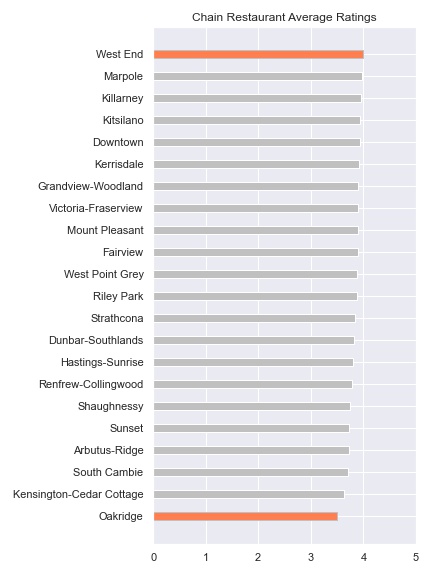 Chain Restaurant Average Ratings
West End
Marpole
Killarney
Kitsilano
Downtown
Kerrisdale
Grandview-Woodland
Victoria-Fraserview
Mount Pleasant
Fairview
West Point Grey
Riley Park
Strathcona
Dunbar-Southlands
Hastings-Sunrise
Renfrew-Collingwood
Shaughnessy
Sunset
Arbutus-Ridge
South Cambie
Kensington-Cedar Cottage
Oakridge
0 1 2 3 4 5